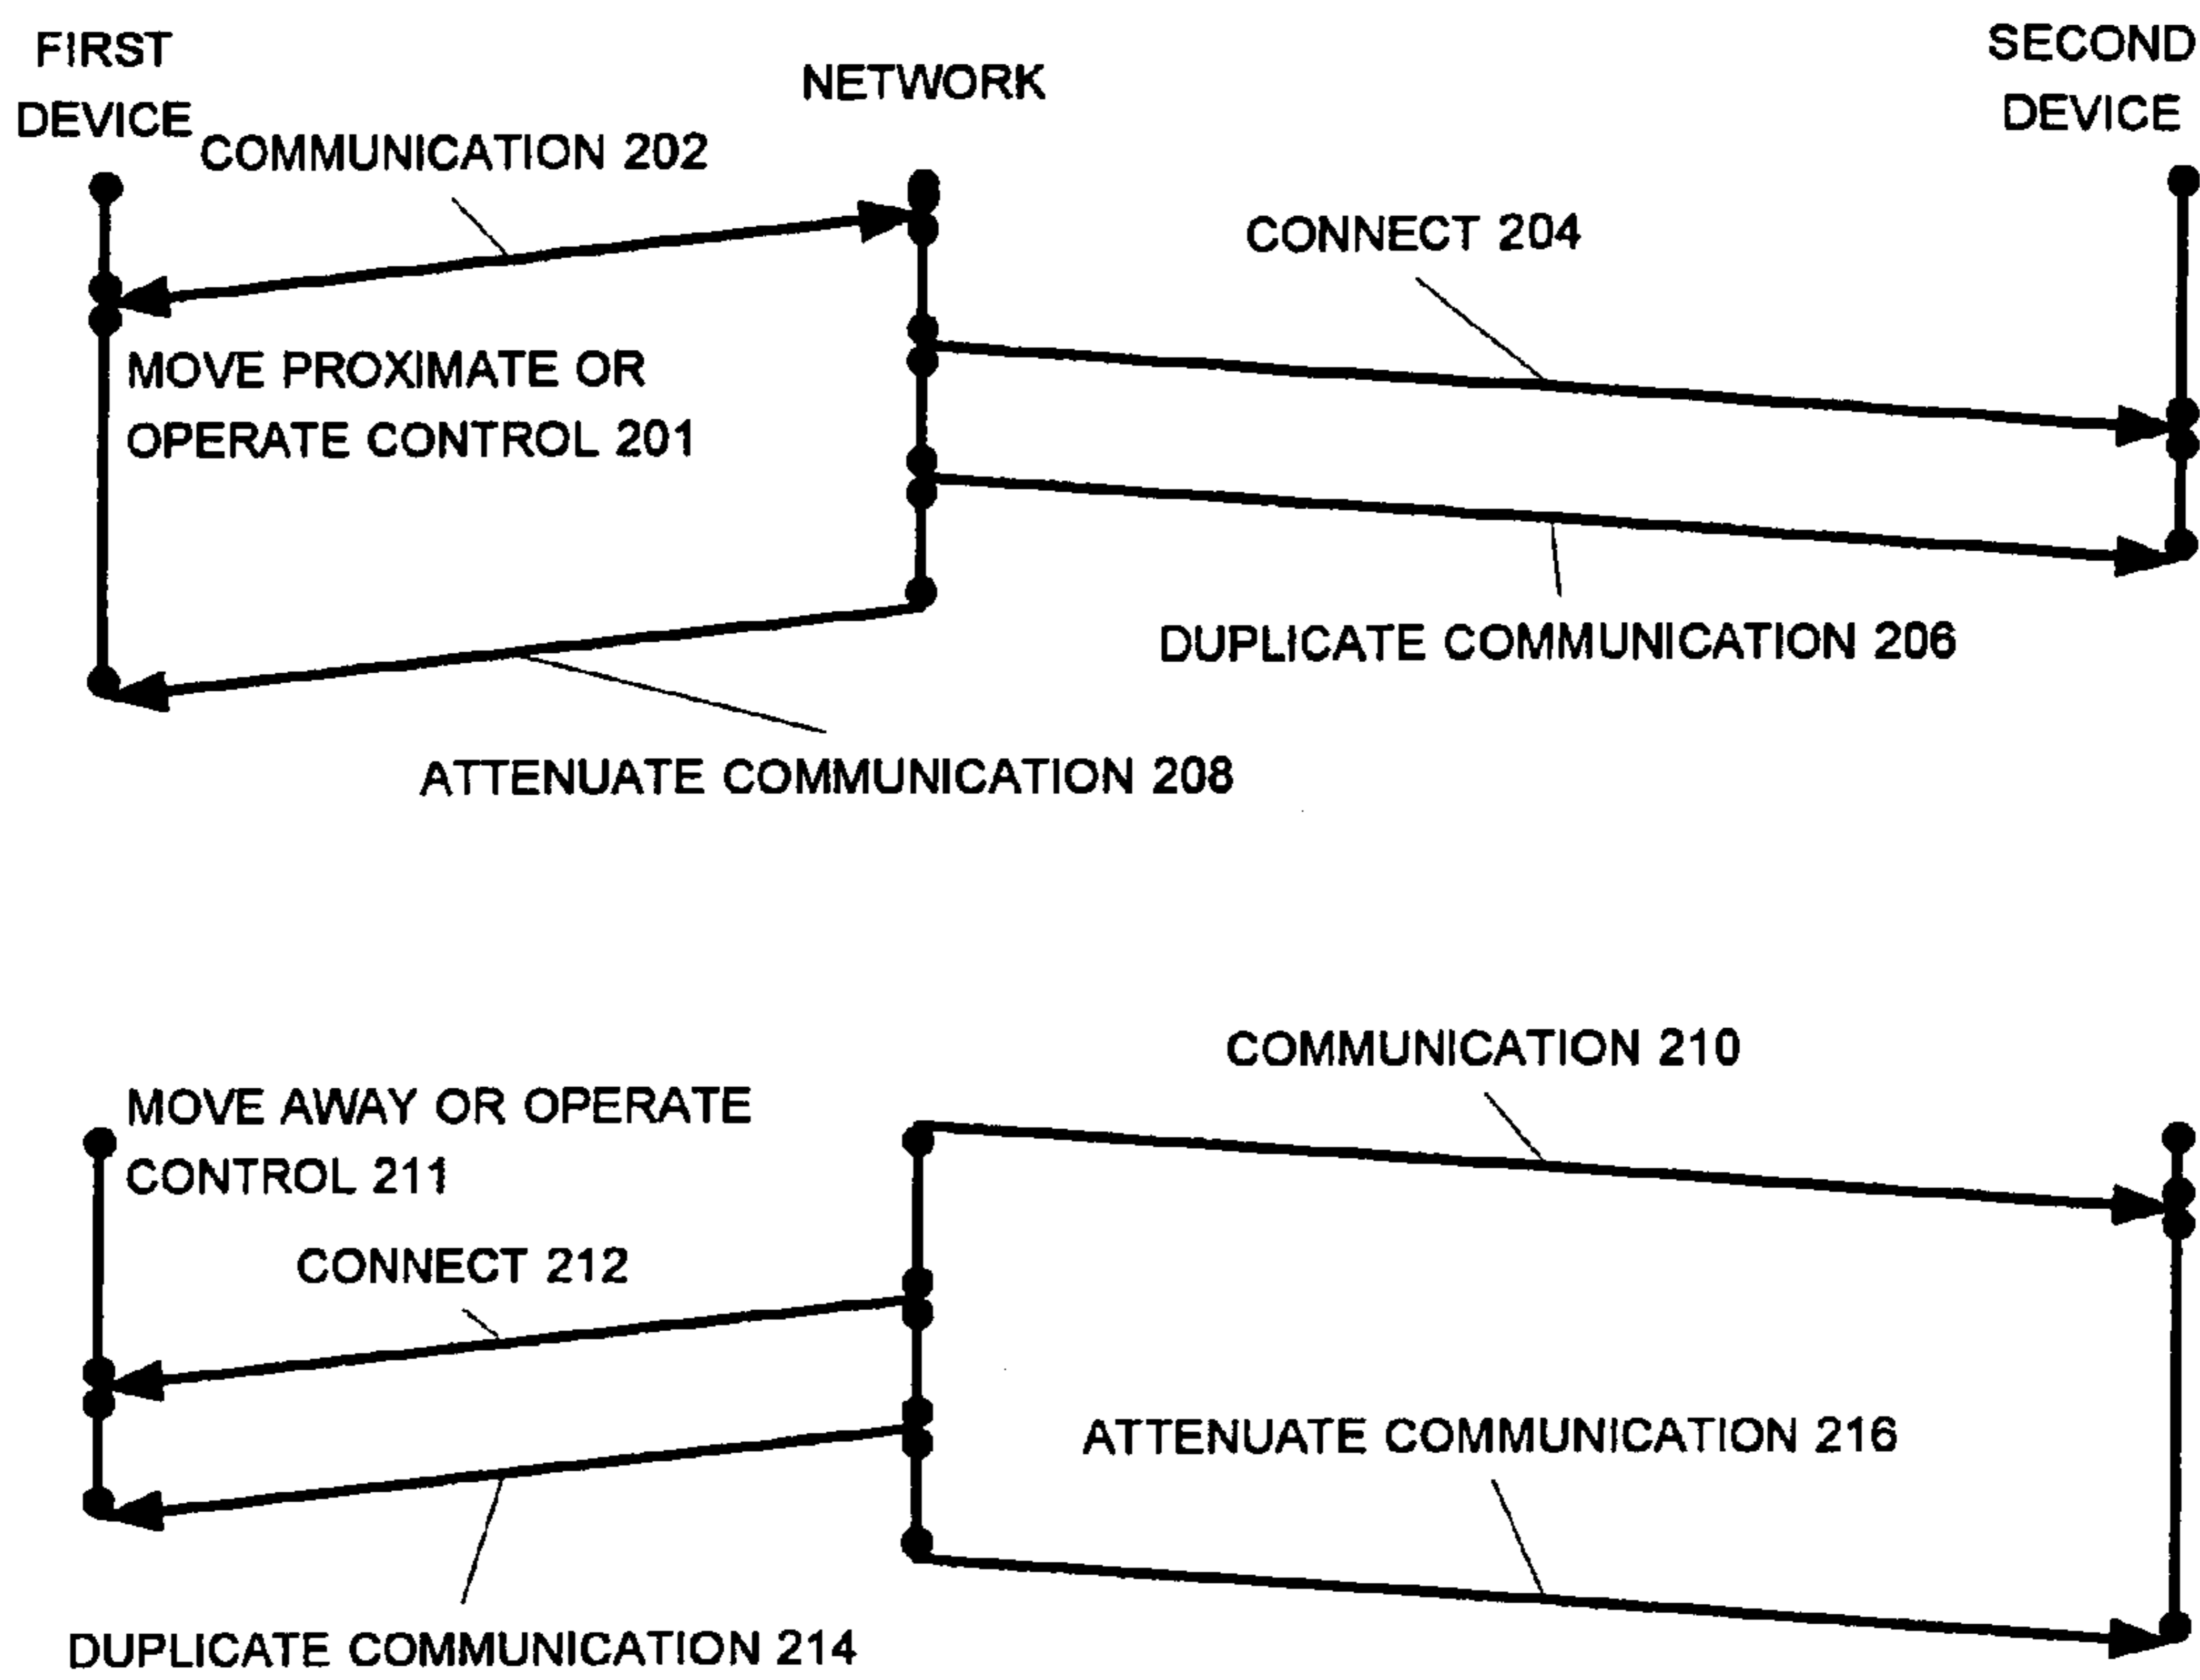 FIRST
DEVICE
NETWORK
SECOND
DEVICE
COMMUNICATION 202
CONNECT 204
MOVE PROXIMATE OR
OPERATE CONTROL 201
DUPLICATE COMMUNICATION 206
ATTENUATE COMMUNICATION 208
COMMUNICATION 210
MOVE AWAY OR OPERATE
CONTROL 211
CONNECT 212
ATTENUATE COMMUNICATION 216
DUPLICATE COMMUNICATION 214